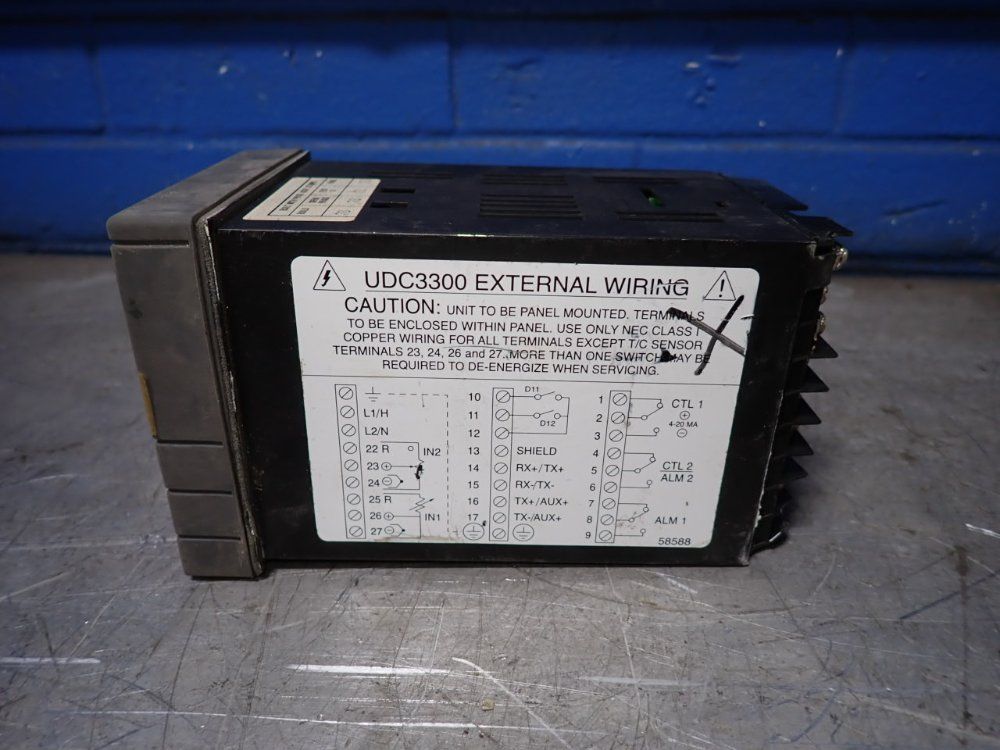 UDC3300 EXTERNAL WIRING
CAUTION: UNIT TO BE PANEL MOUNTED. TERMINALS
TO BE ENCLOSED WITHIN PANEL. USE ONLY NEC CLASS I
COPPER WIRING FOR ALL TERMINALS EXCEPT T/C SENSOR
TERMINALS 23, 24, 26 and 27. MORE THAN ONE SWITCH MAY BE
REQUIRED TO DE-ENERGIZE WHEN SERVICING.
L1/H
L2/N
22 R IN2
23 +
24 -
25 R
26 + IN1
27 -
10 D11
11
12 D12
13 SHIELD
14 RX+/TX+
15 RX-/TX-
16 TX+/AUX+
17 TX-/AUX+
1 CTL 1
2 +
4-20 MA
3 -
4
5 CTL 2
ALM 2
6
7
8 ALM 1
9
58588